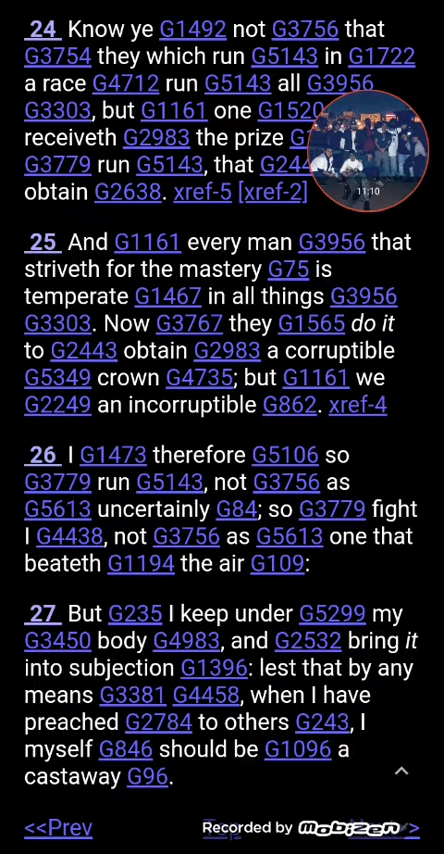 24 Know ye G1492 not G3756 that
G3754 they which run G5143 in G1722
a race G4712 run G5143 all G3956
G3303, but G1161 one G1520
receiveth G2983 the prize
G3779 run G5143, that
obtain G2638. xref-5 [xref-2]
11:10
25 And G1161 every man G3956 that
striveth for the mastery G75 is
temperate G1467 in all things G3956
G3303. Now G3767 they G1565 do it
to G2443 obtain G2983 a corruptible
G5349 crown G4735; but G1161 we
G2249 an incorruptible G862. xref-4
26 I G1473 therefore G5106 so
G3779 run G5143, not G3756 as
G5613 uncertainly G84; so G3779 fight
I G4438, not G3756 as G5613 one that
beateth G1194 the air G109:
27 But G235 I keep under G5299 my
G3450 body G4983, and G2532 bring it
into subjection G1396: lest that by any
means G3381 G4458, when I have
preached G2784 to others G243, I
myself G846 should be G1096 a
castaway G96.
<<Prev
Recorded by Mobizen